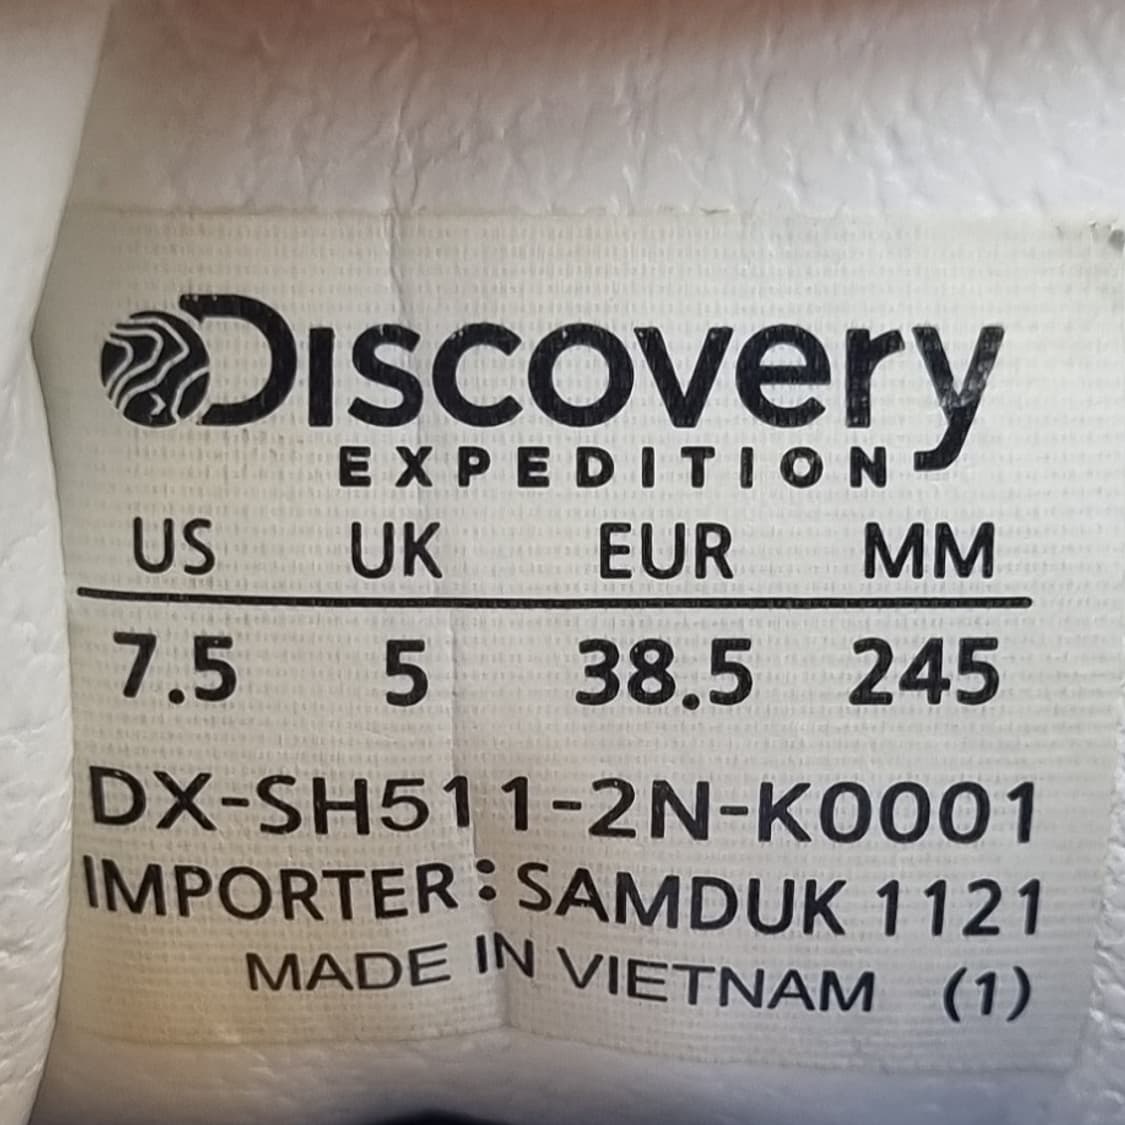 Discovery
EXPEDITION
US UK EUR MM
7.5 5 38.5 245
DX-SH511-2N-K0001
IMPORTER:SAMDUK 1121
MADE IN VIETNAM (1)